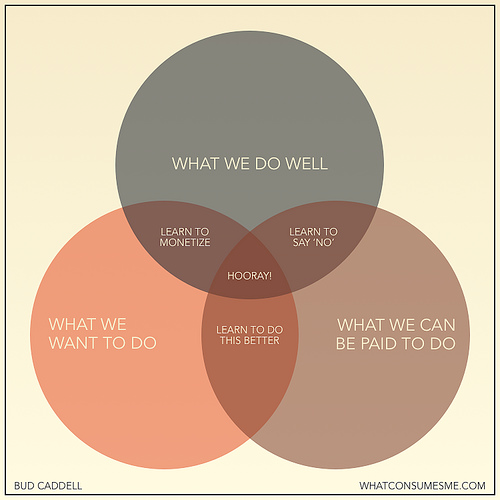 WHAT WE DO WELL
LEARN TO
MONETIZE
LEARN TO
SAY ‘NO’
HOORAY!
WHAT WE
WANT TO DO
LEARN TO DO
THIS BETTER
WHAT WE CAN
BE PAID TO DO
BUD CADDELL
WHATCONSUMESME.COM